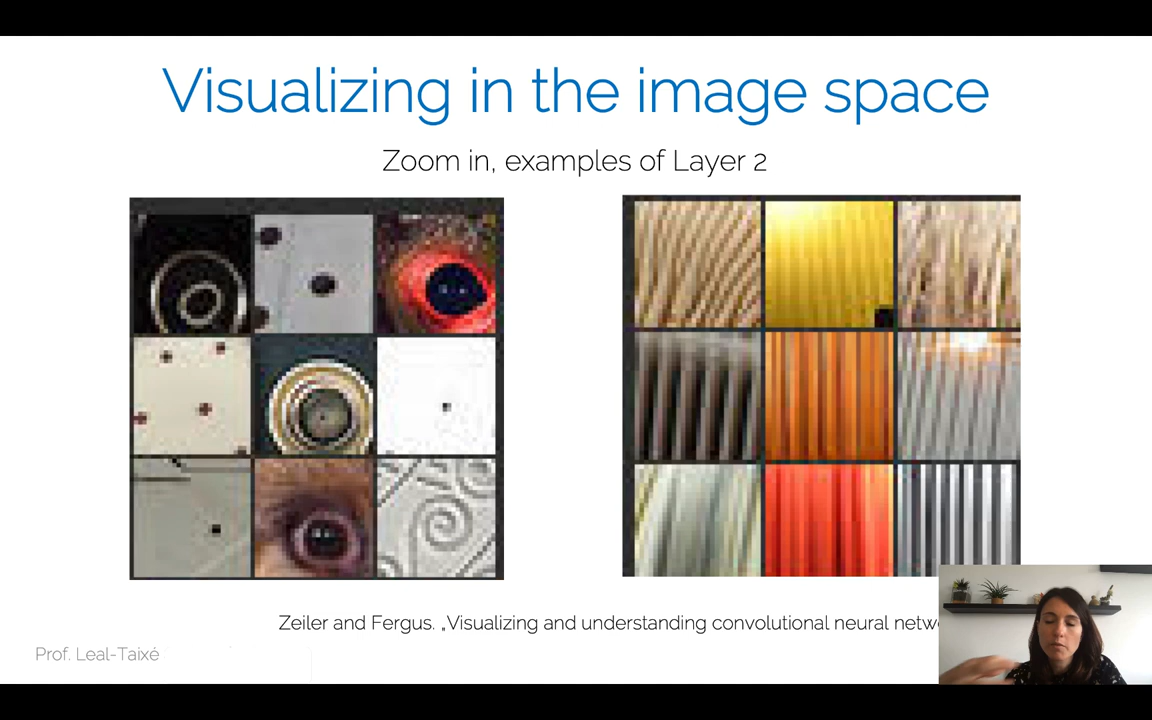 Visualizing in the image space
Zoom in, examples of Layer 2
Zeiler and Fergus. „Visualizing and understanding convolutional neural netw
Prof. Leal-Taixé